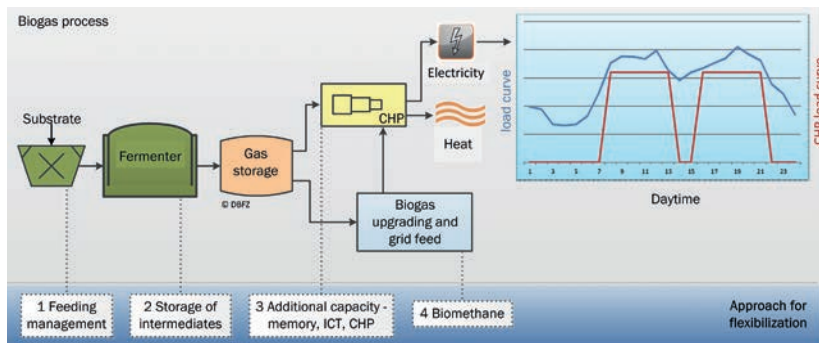 Biogas process
Substrate
Fermenter
Gas
storage
© DBFZ
CHP
Electricity
Heat
Biogas
upgrading and
grid feed
load curve
CHP load curve
1 3 5 7 9 11 13 15 17 19 21 23
Daytime
1 Feeding
management
2 Storage of
intermediates
3 Additional capacity -
memory, ICT, CHP
4 Biomethane
Approach for
flexibilization